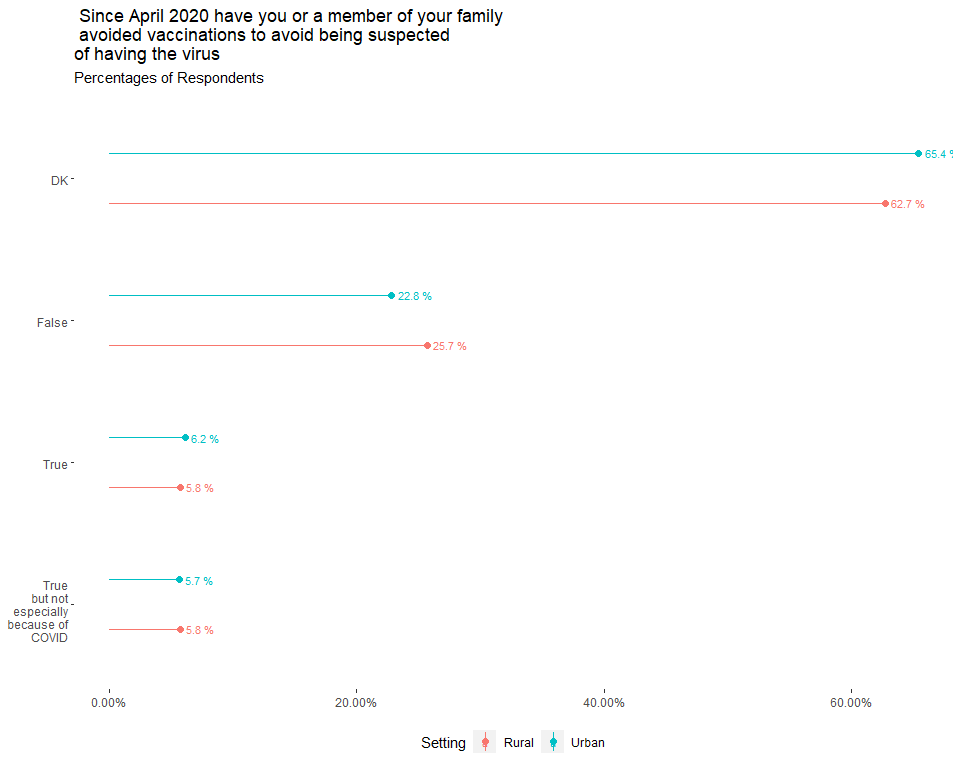 Since April 2020 have you or a member of your family
avoided vaccinations to avoid being suspected
of having the virus
Percentages of Respondents
65.4 %
DK
62.7 %
22.8 %
False
25.7 %
6.2 %
True
5.8 %
5.7 %
True
but not
especially
because of
COVID
5.8 %
0.00% 20.00% 40.00% 60.00%
Setting Rural Urban